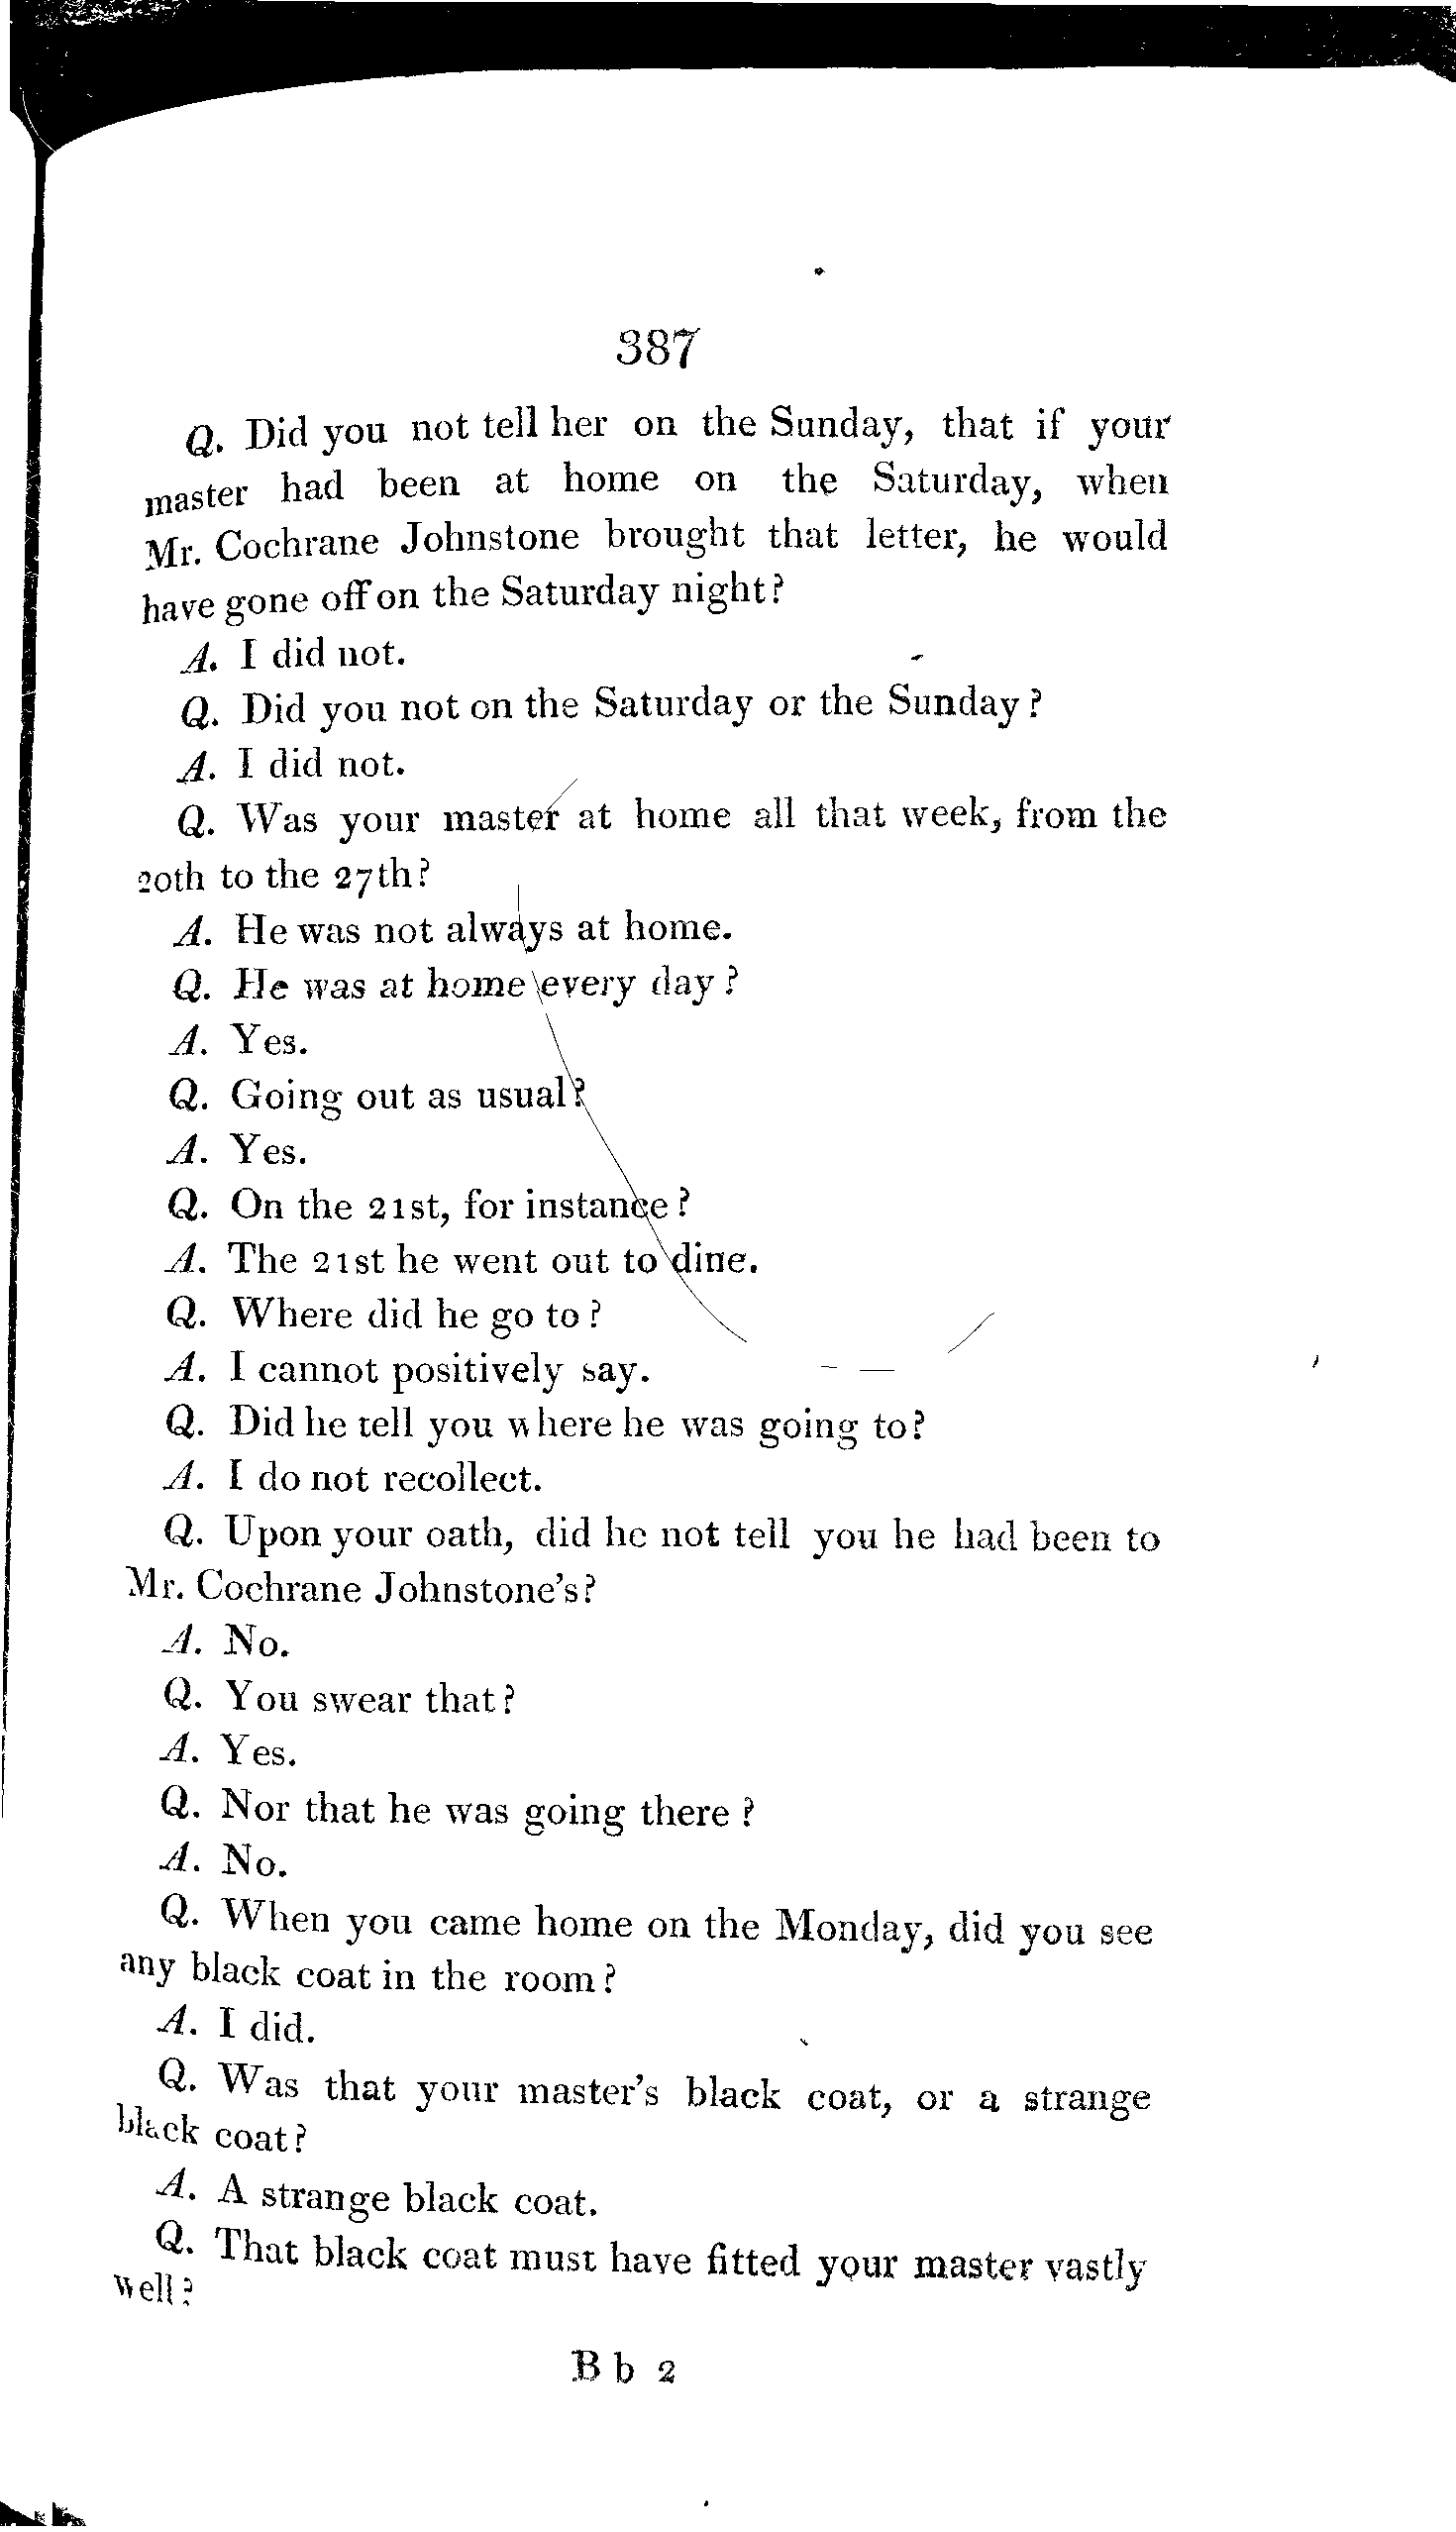 387
Q. Did you not tell her on the Sunday, that if your
master had been at home on the Saturday, when
Mr. Cochrane Johnstone brought that letter, he would
have gone off on the Saturday night?
A. I did not.
Q. Did you not on the Saturday or the Sunday?
A. I did not.
Q. Was your master at home all that week, from the
20th to the 27th?
A. He was not always at home.
Q. He was at home every day?
A. Yes.
Q. Going out as usual?
A. Yes.
Q. On the 21st, for instance?
A. The 21st he went out to dine.
Q. Where did he go to?
A. I cannot positively say.
Q. Did he tell you where he was going to?
A. I do not recollect.
Q. Upon your oath, did he not tell you he had been to
Mr. Cochrane Johnstone's?
A. No.
Q. You swear that?
A. Yes.
Q. Nor that he was going there?
A. No.
Q. When you came home on the Monday, did you see
any black coat in the room?
A. I did.
Q. Was that your master's black coat, or a strange
black coat?
A. A strange black coat.
Q. That black coat must have fitted your master vastly
well?
B b 2